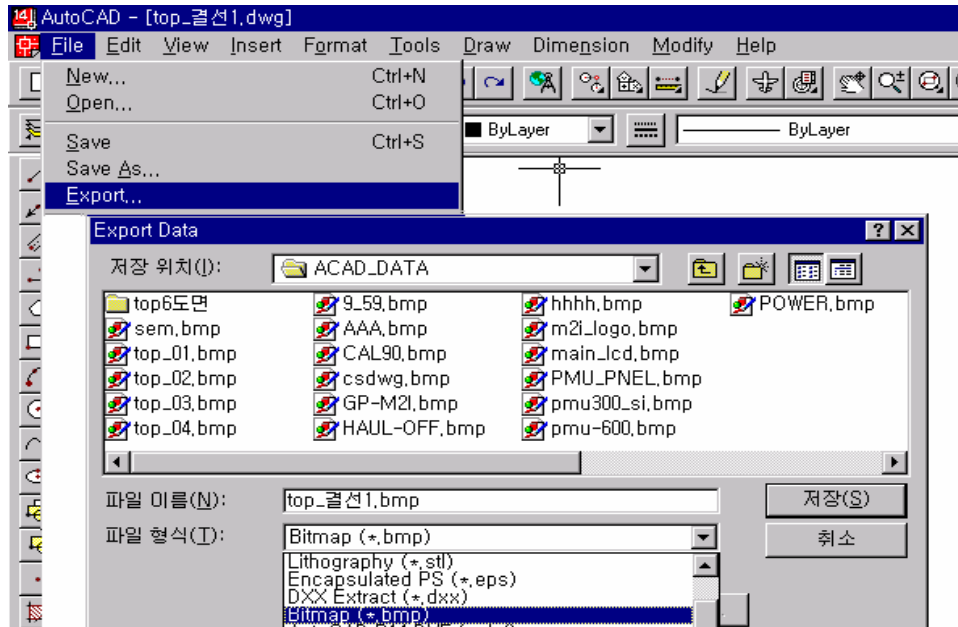 AutoCAD - [top_결선1.dwg]
File Edit View Insert Format Tools Draw Dimension Modify Help
New... Ctrl+N
Open... Ctrl+O
ByLayer ByLayer
Save Ctrl+S
Save As...
Export...
Export Data
저장 위치(I): ACAD_DATA
top6도면 9_59.bmp hhhh.bmp POWER.bmp
sem.bmp AAA.bmp m2i_logo.bmp
top_01.bmp CAL90.bmp main_lcd.bmp
top_02.bmp csdwg.bmp PMU_PNEL.bmp
top_03.bmp GP-M2I.bmp pmu300_si.bmp
top_04.bmp HAUL-OFF.bmp pmu-600.bmp
파일 이름(N): top_결선1.bmp 저장(S)
파일 형식(T): Bitmap (*.bmp) 취소
Lithography (*.stl)
Encapsulated PS (*.eps)
DXX Extract (*.dxx)
Bitmap (*.bmp)